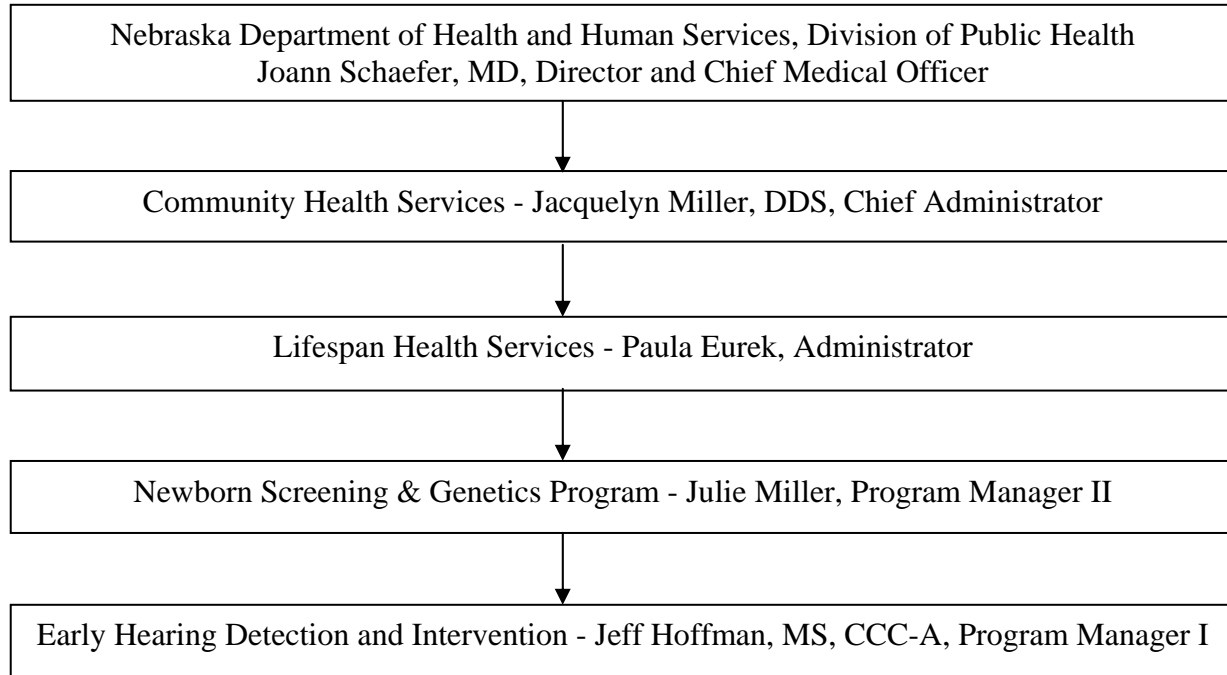 Nebraska Department of Health and Human Services, Division of Public Health
Joann Schaefer, MD, Director and Chief Medical Officer
Community Health Services - Jacquelyn Miller, DDS, Chief Administrator
Lifespan Health Services - Paula Eurek, Administrator
Newborn Screening & Genetics Program - Julie Miller, Program Manager II
Early Hearing Detection and Intervention - Jeff Hoffman, MS, CCC-A, Program Manager I